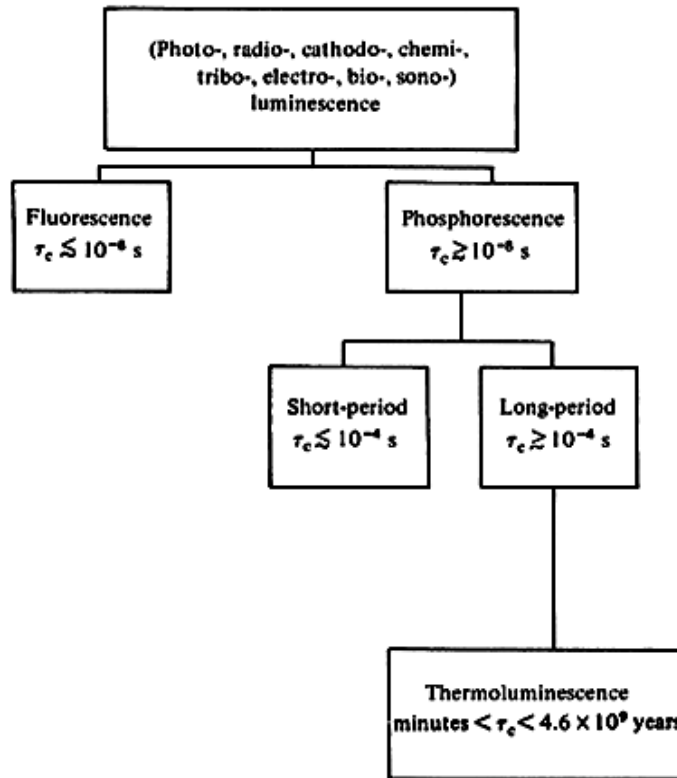 (Photo-, radio-, cathodo-, chemi-,
tribo-, electro-, bio-, sono-)
luminescence
Fluorescence
τc ≲ 10⁻⁸ s
Phosphorescence
τc ≳ 10⁻⁸ s
Short-period
τc ≲ 10⁻⁴ s
Long-period
τc ≳ 10⁻⁴ s
Thermoluminescence
minutes < τc < 4.6 × 10⁹ years